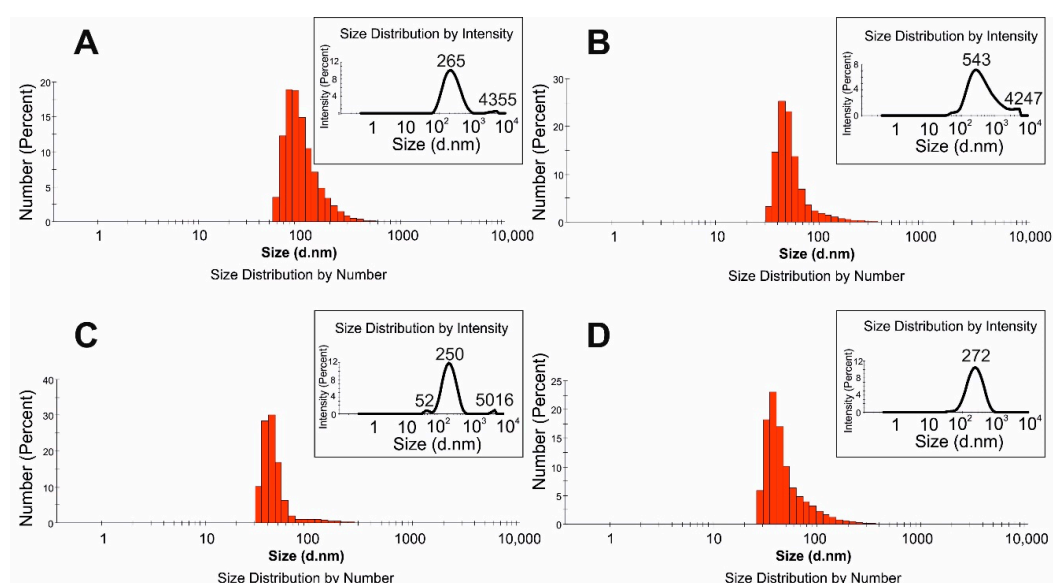 A
Size Distribution by Intensity
Intensity (Percent)
12
8
4
0
265
4355
1 10 10² 10³ 10⁴
Size (d.nm)
Number (Percent)
20
15
10
5
0
1 10 100 1000 10,000
Size (d.nm)
Size Distribution by Number
B
Size Distribution by Intensity
Intensity (Percent)
8
4
0
543
4247
1 10 10² 10³ 10⁴
Size (d.nm)
Number (Percent)
30
20
10
0
1 10 100 1000 10,000
Size (d.nm)
Size Distribution by Number
C
Size Distribution by Intensity
Intensity (Percent)
12
8
4
0
52
250
5016
1 10 10² 10³ 10⁴
Size (d.nm)
Number (Percent)
40
30
20
10
0
1 10 100 1000 10,000
Size (d.nm)
Size Distribution by Number
D
Size Distribution by Intensity
Intensity (Percent)
12
8
4
0
272
1 10 10² 10³ 10⁴
Size (d.nm)
Number (Percent)
25
20
15
10
5
0
1 10 100 1000 10,000
Size (d.nm)
Size Distribution by Number